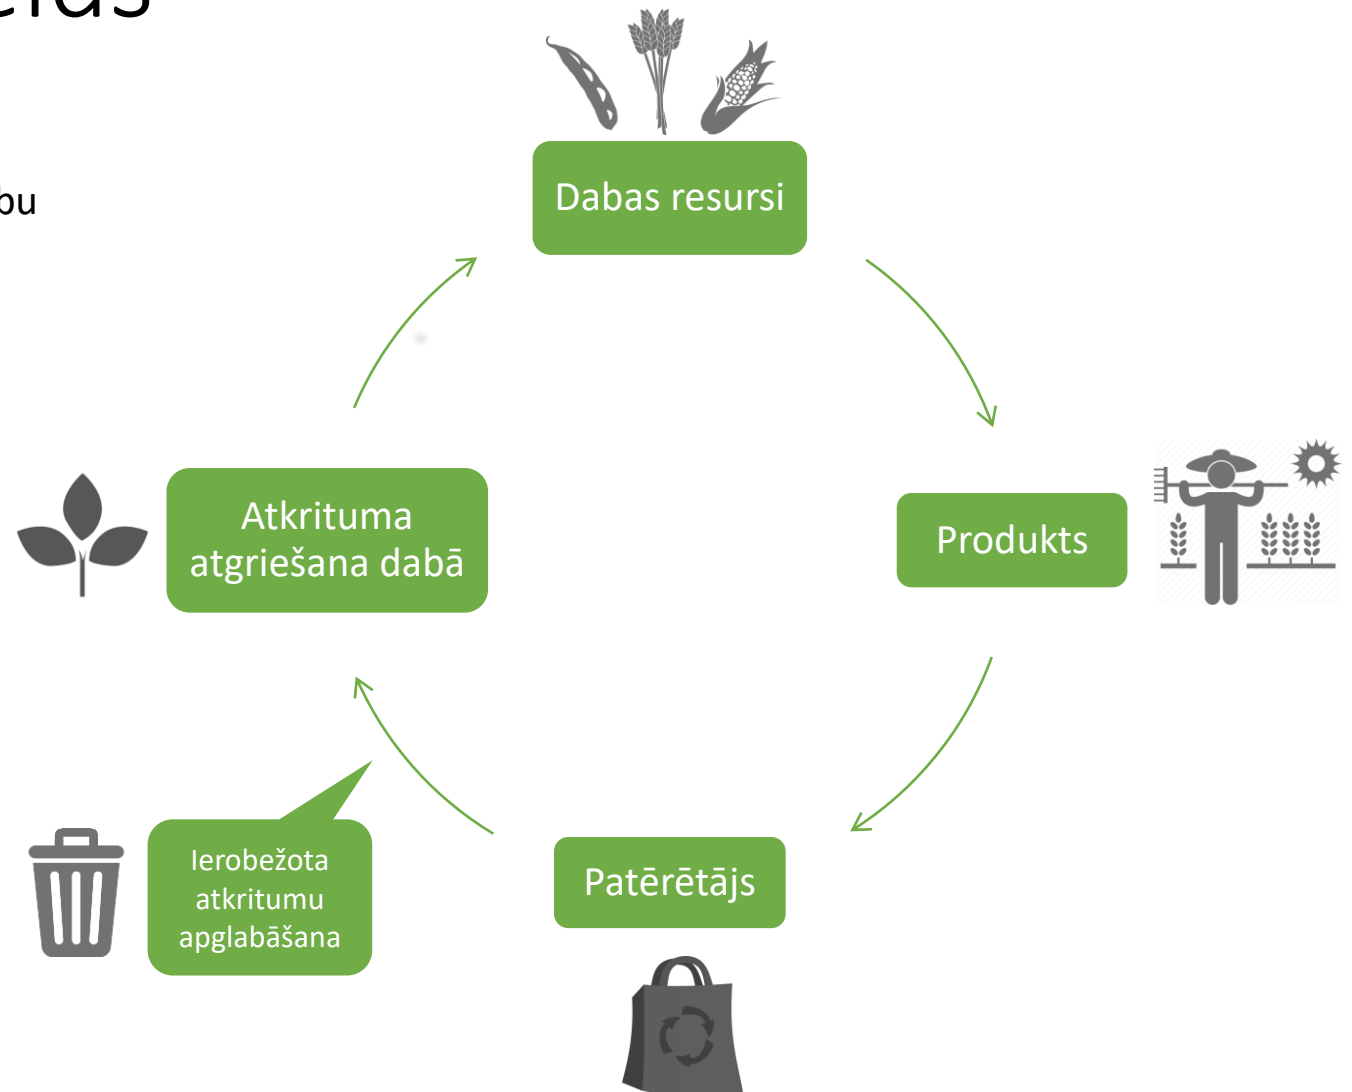 Dabas resursi
Produkts
Patērētājs
Atkrituma
atgriešana dabā
Ierobežota
atkritumu
apglabāšana